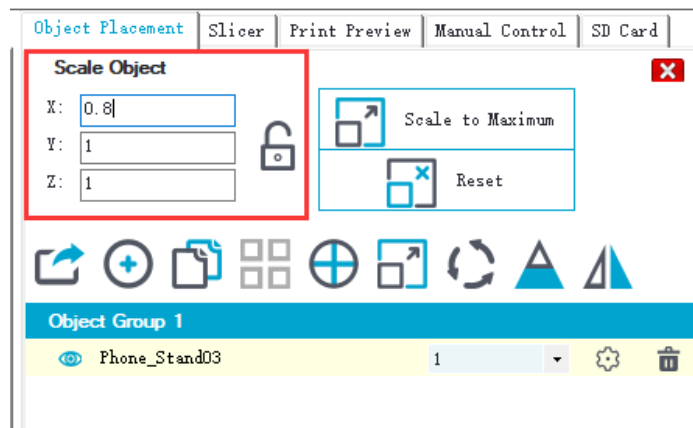 Object Placement Slicer Print Preview Manual Control SD Card
Scale Object
X: 0.8
Y: 1
Z: 1
Scale to Maximum
Reset
Object Group 1
Phone_Stand03 1